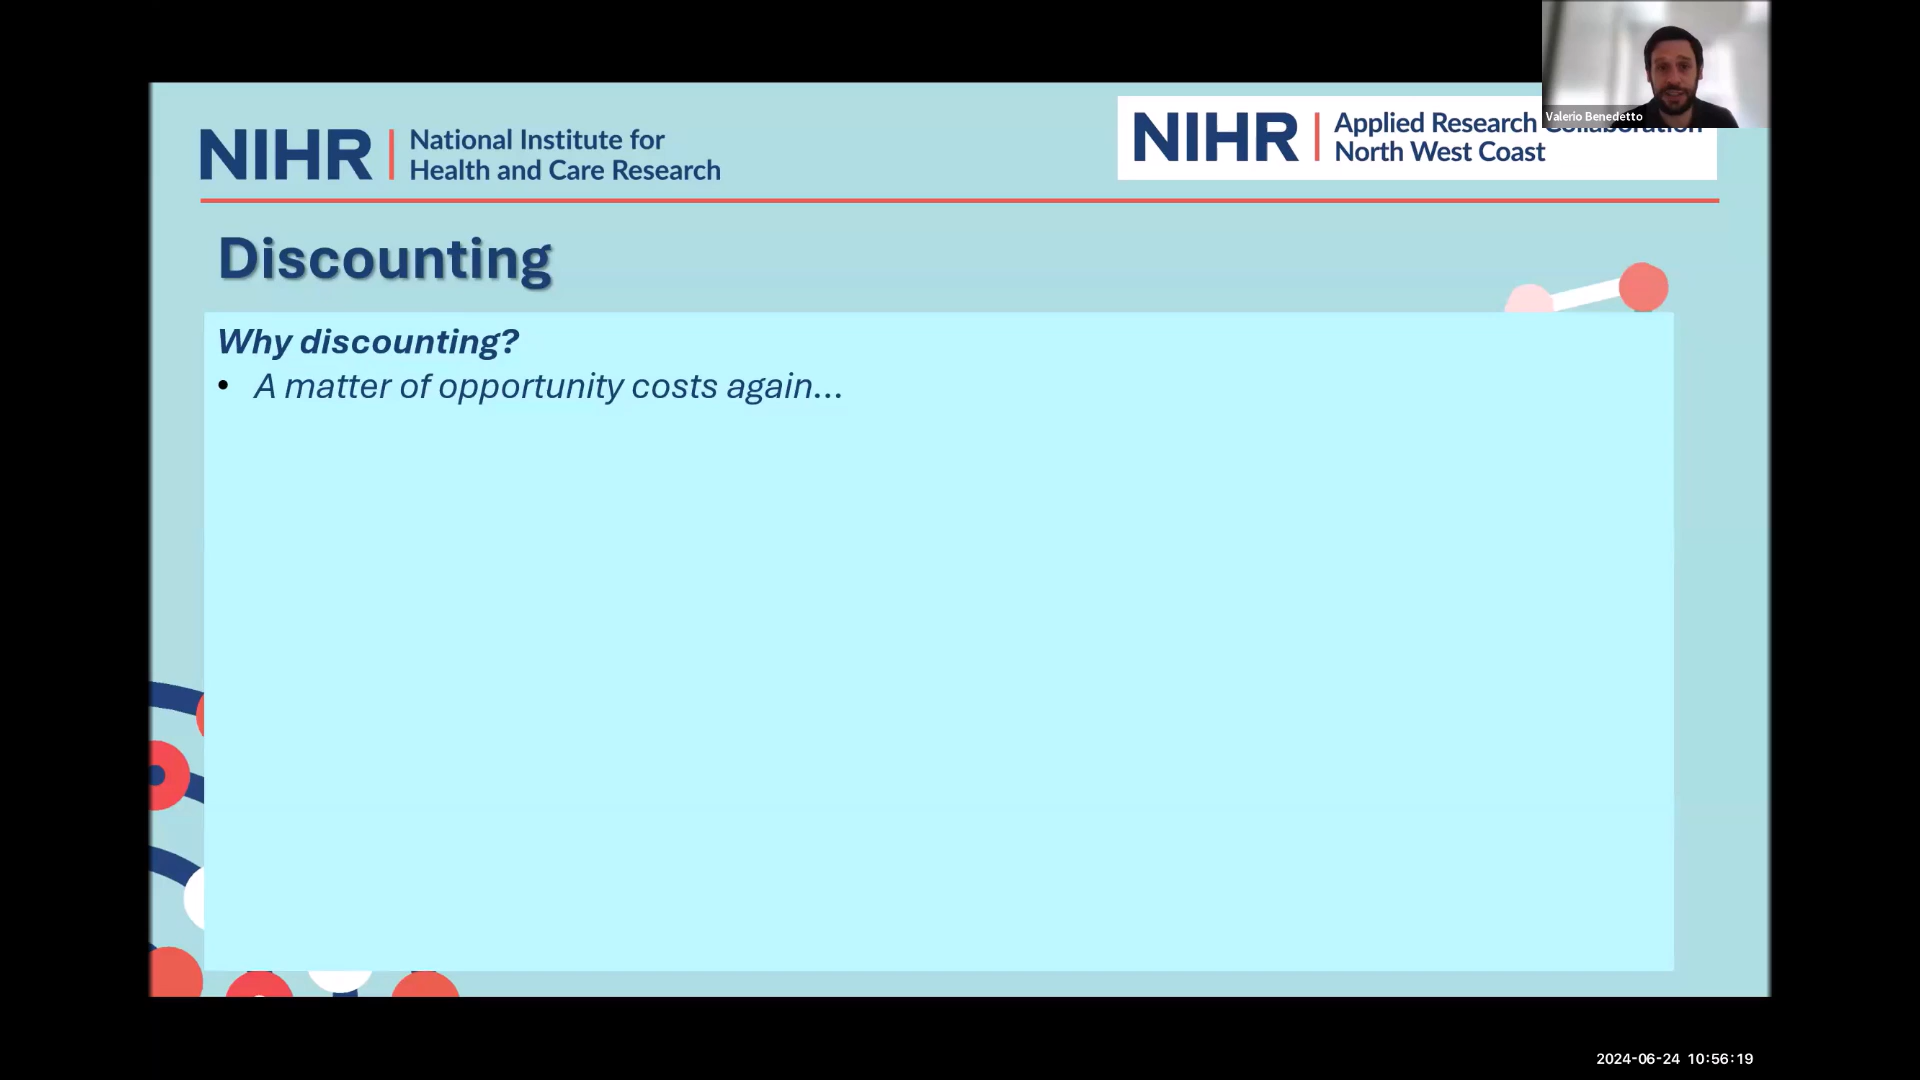 NIHR | National Institute for
Health and Care Research
NIHR | Applied Research
North West Coast
Valerio Benedetto
Discounting
Why discounting?
• A matter of opportunity costs again...
2024-06-24 10:56:19